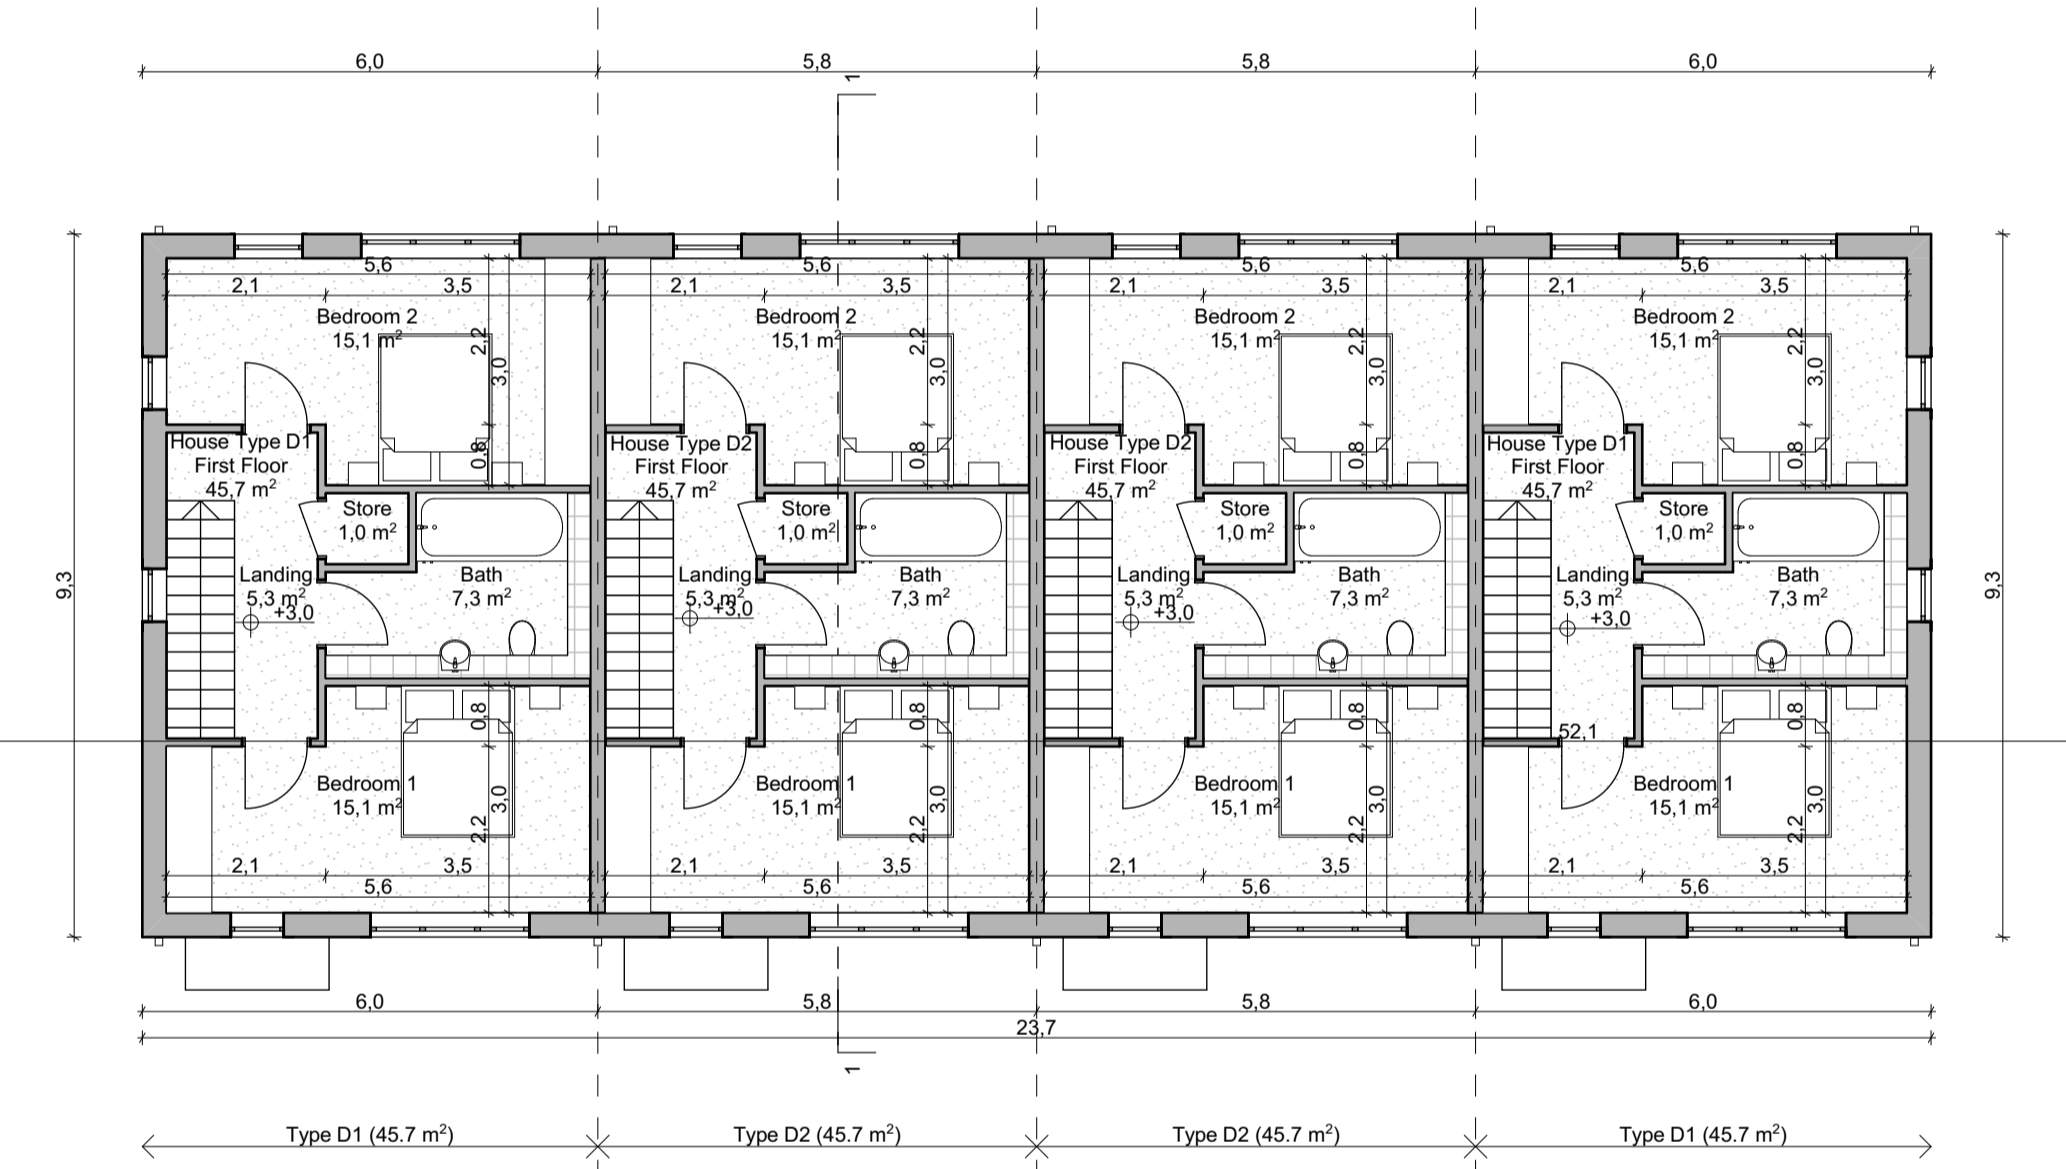 6,0 5,8 5,8 6,0
1
5,6 5,6 5,6 5,6
2,1 3,5 2,1 3,5 2,1 3,5 2,1 3,5
Bedroom 2 Bedroom 2 Bedroom 2 Bedroom 2
15,1 m² 15,1 m² 15,1 m² 15,1 m²
2,2 2,2 2,2 2,2
3,0 3,0 3,0 3,0
0,8 0,8 0,8 0,8
House Type D1 House Type D2 House Type D2 House Type D1
First Floor First Floor First Floor First Floor
45,7 m² 45,7 m² 45,7 m² 45,7 m²
Store Store Store Store
1,0 m² 1,0 m² 1,0 m² 1,0 m²
Landing Bath Landing Bath Landing Bath Landing Bath
5,3 m² 7,3 m² 5,3 m² 7,3 m² 5,3 m² 7,3 m² 5,3 m² 7,3 m²
+3,0 +3,0 +3,0 +3,0
9,3 9,3
0,8 0,8 0,8 0,8
52,1
Bedroom 1 Bedroom 1 Bedroom 1 Bedroom 1
15,1 m² 15,1 m² 15,1 m² 15,1 m²
3,0 3,0 3,0 3,0
2,2 2,2 2,2 2,2
2,1 3,5 2,1 3,5 2,1 3,5 2,1 3,5
5,6 5,6 5,6 5,6
6,0 5,8 5,8 6,0
23,7
1
Type D1 (45.7 m²) Type D2 (45.7 m²) Type D2 (45.7 m²) Type D1 (45.7 m²)